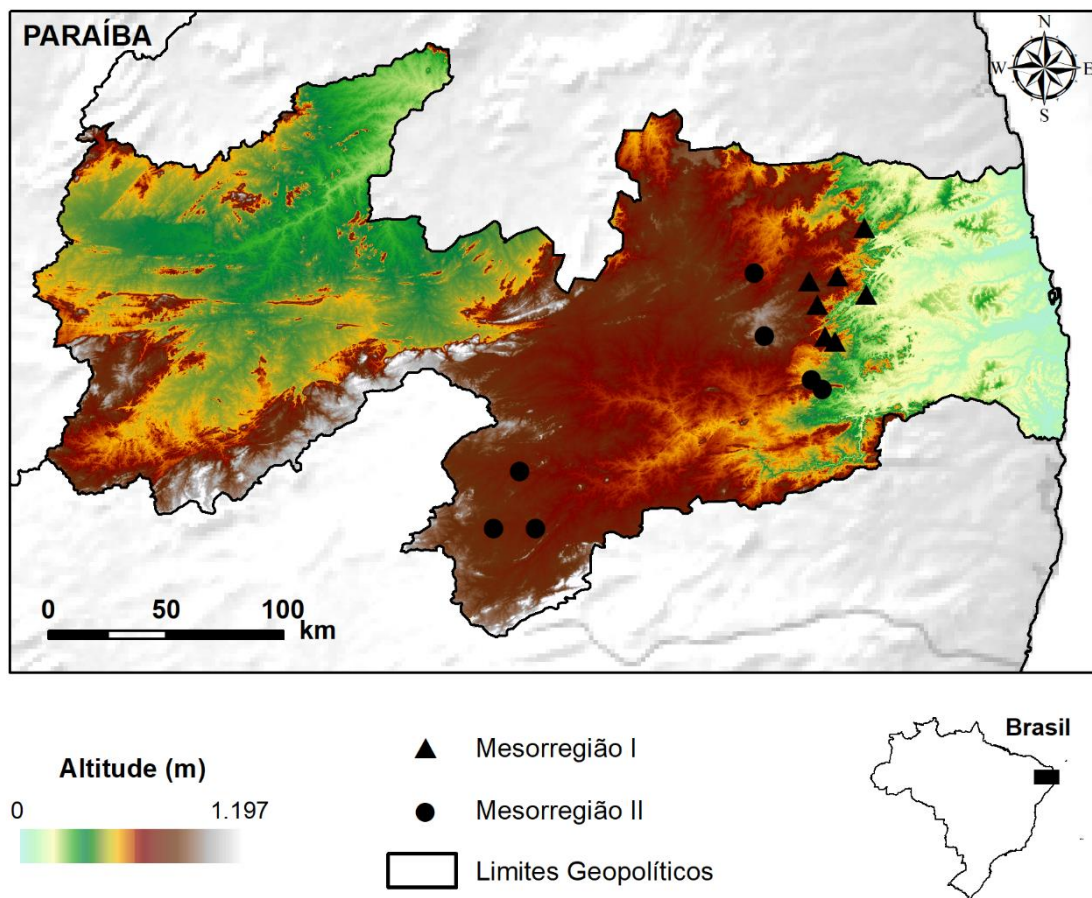 PARAÍBA
N
W E
S
0 50 100
km
Altitude (m)
0 1.197
Mesorregião I
Mesorregião II
Limites Geopolíticos
Brasil